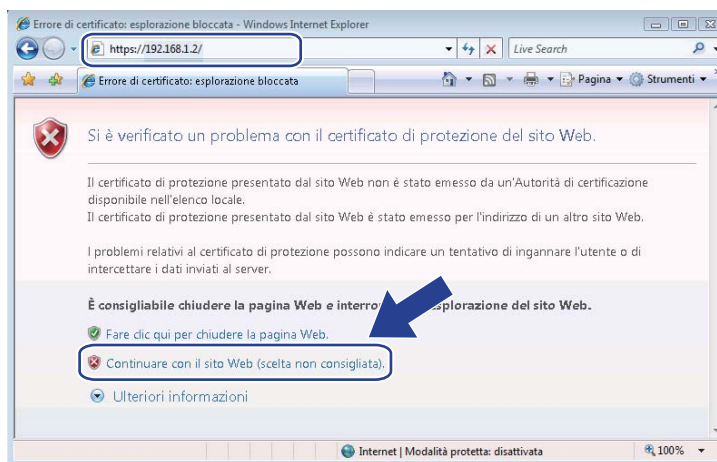 Errore di certificato: esplorazione bloccata - Windows Internet Explorer
https://192.168.1.2/
Live Search
Errore di certificato: esplorazione bloccata
Pagina
Strumenti
Si è verificato un problema con il certificato di protezione del sito Web.
Il certificato di protezione presentato dal sito Web non è stato emesso da un'Autorità di certificazione
disponibile nell'elenco locale.
Il certificato di protezione presentato dal sito Web è stato emesso per l'indirizzo di un altro sito Web.
I problemi relativi al certificato di protezione possono indicare un tentativo di ingannare l'utente o di
intercettare i dati inviati al server.
È consigliabile chiudere la pagina Web e esplorazione del sito Web.
Fare clic qui per chiudere la pagina Web.
Continuare con il sito Web (scelta non consigliata).
Ulteriori informazioni
Internet | Modalità protetta: disattivata
100%